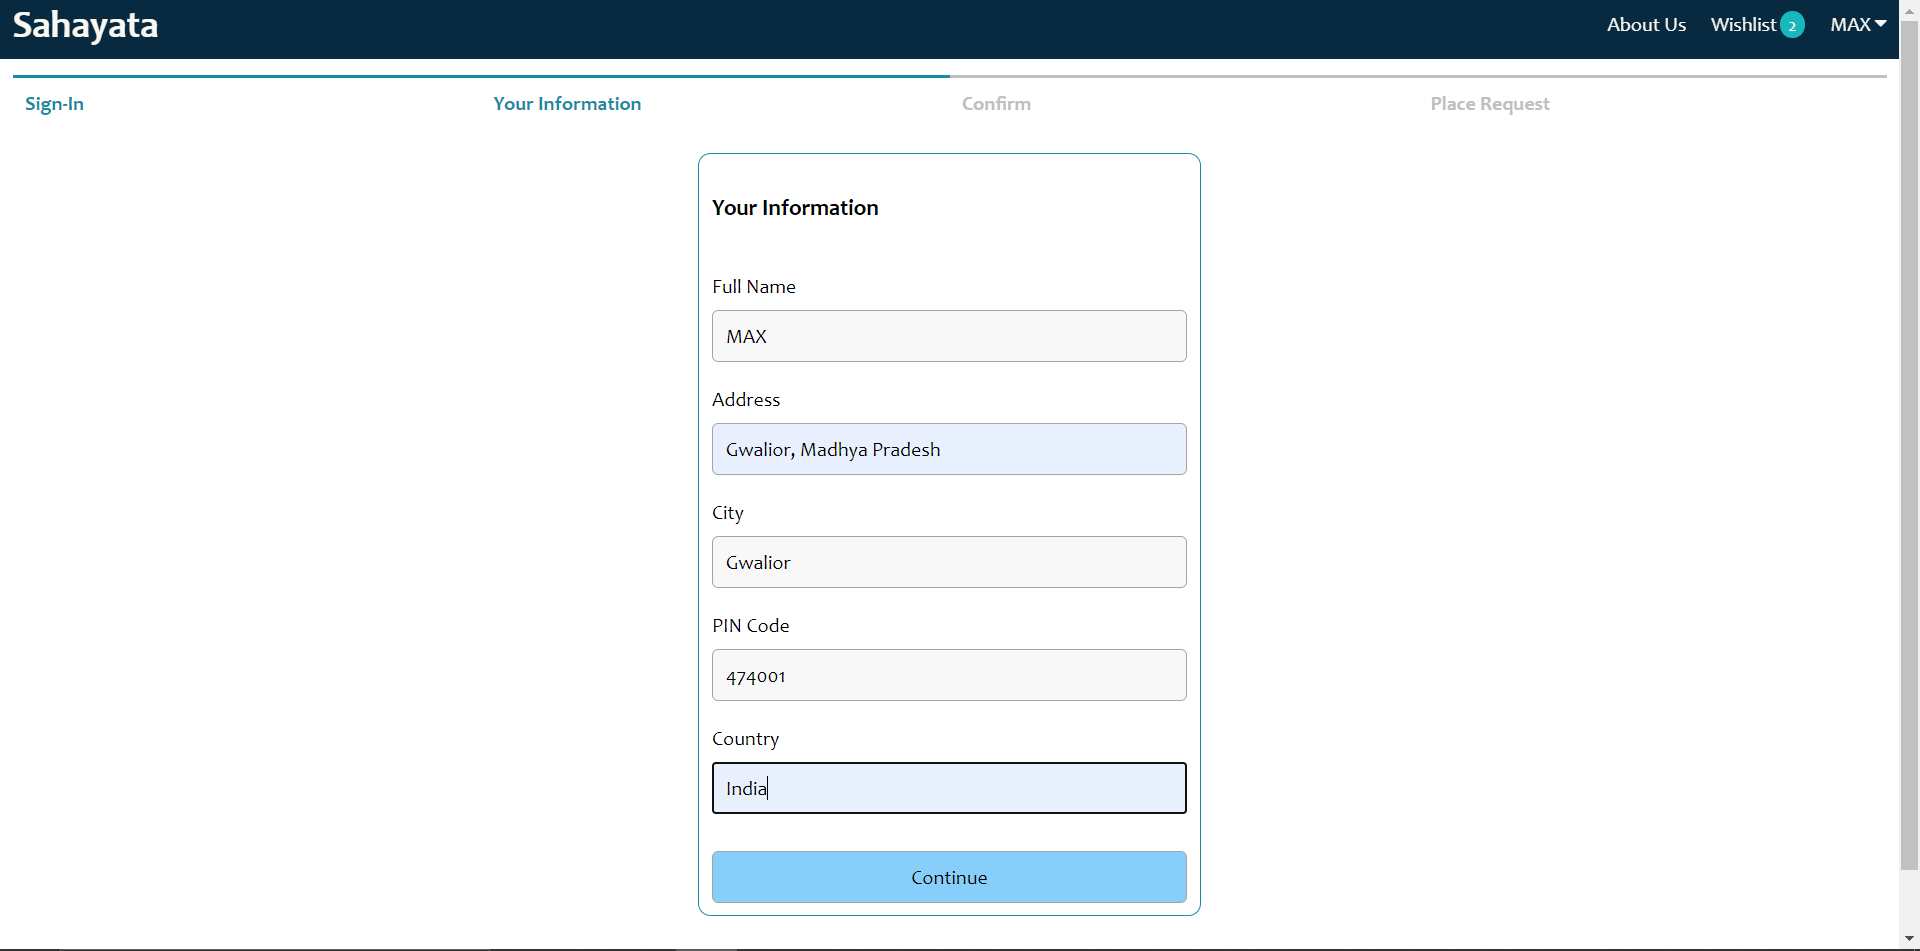 Sahayata
About Us Wishlist 2 MAX
Sign-In Your Information Confirm Place Request
Your Information
Full Name
MAX
Address
Gwalior, Madhya Pradesh
City
Gwalior
PIN Code
474001
Country
India
Continue